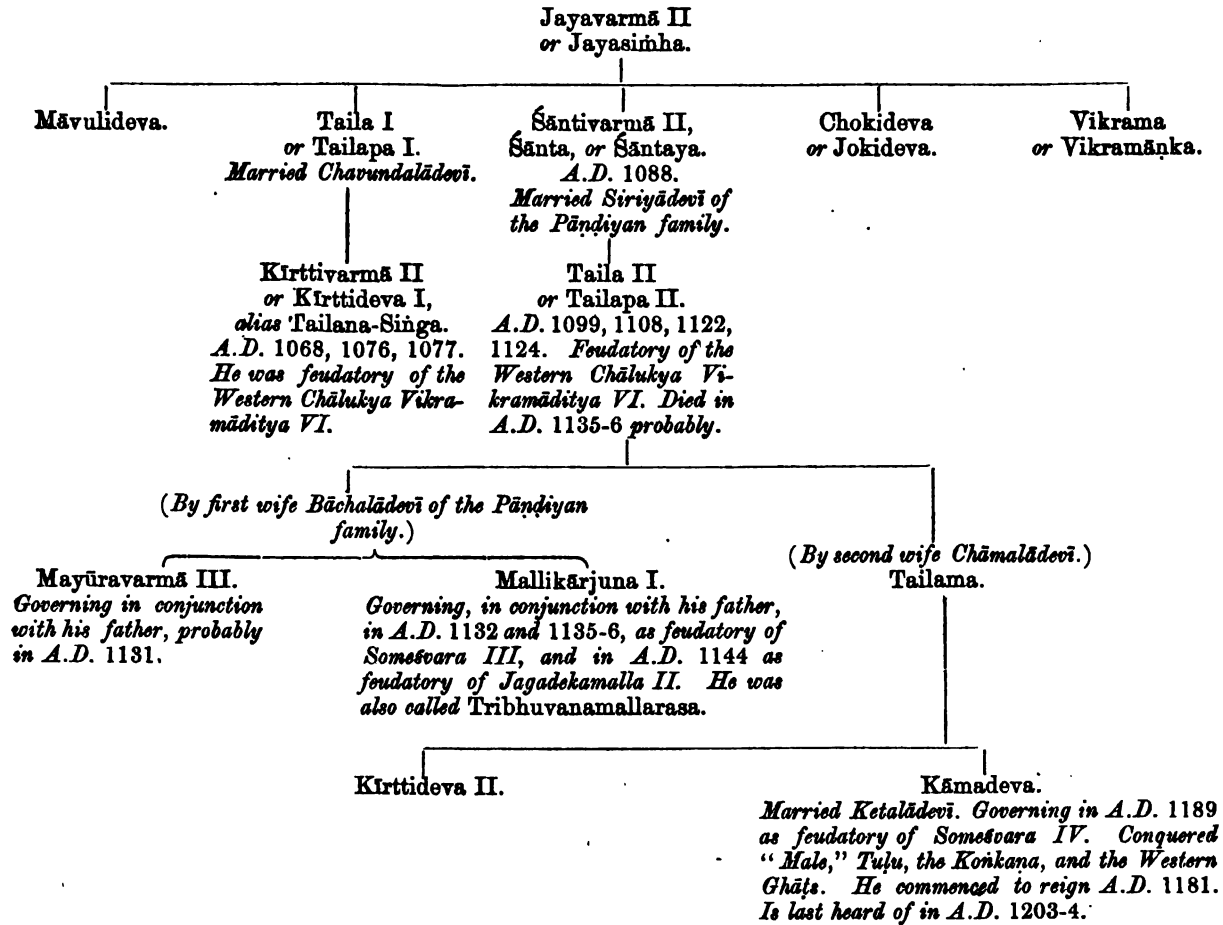 Jayavarmā II
or Jayasiṁha.
Māvulideva.
Taila I
or Tailapa I.
Married Chavundalādevī.
Śāntivarmā II,
Śānta, or Śāntaya.
A.D. 1088.
Married Siriyādevī of
the Pāṇḍiyan family.
Chokideva
or Jokideva.
Vikrama
or Vikramāṇka.
Kīrttivarmā II
or Kīrttideva I,
alias Tailana-Siṅga.
A.D. 1068, 1076, 1077.
He was feudatory of the
Western Chālukya Vikra-
māditya VI.
Taila II
or Tailapa II.
A.D. 1099, 1108, 1122,
1124. Feudatory of the
Western Chālukya Vi-
kramāditya VI. Died in
A.D. 1135-6 probably.
(By first wife Bāchalādevī of the Pāṇḍiyan
family.)
Mayūravarmā III.
Governing in conjunction
with his father, probably
in A.D. 1131.
Mallikārjuna I.
Governing, in conjunction with his father,
in A.D. 1132 and 1135-6, as feudatory of
Someśvara III, and in A.D. 1144 as
feudatory of Jagadekamalla II. He was
also called Tribhuvanamallarasa.
(By second wife Chāmalādevī.)
Tailama.
Kīrttideva II.
Kāmadeva.
Married Ketalādevī. Governing in A.D. 1189
as feudatory of Someśvara IV. Conquered
"Male," Tuḷu, the Koṅkaṇa, and the Western
Ghāṭs. He commenced to reign A.D. 1181.
Is last heard of in A.D. 1203-4.